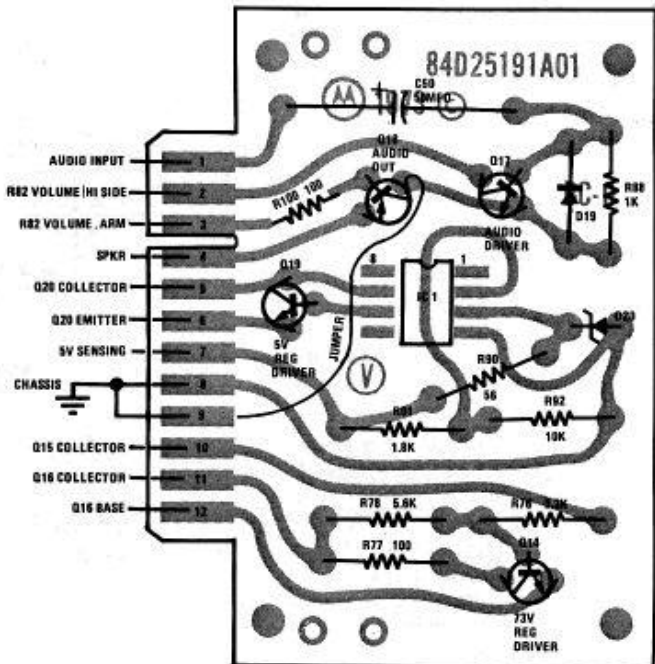 84D25191A01
C50
50MFD
AUDIO INPUT
1
R82 VOLUME HI SIDE
2
R82 VOLUME, ARM
3
SPKR
4
Q20 COLLECTOR
5
Q20 EMITTER
6
5V SENSING
7
CHASSIS
8
9
Q15 COLLECTOR
10
Q16 COLLECTOR
11
Q16 BASE
12
AA
+
C
Q18
AUDIO
OUT
Q17
AUDIO
DRIVER
R100 100
D19
R88
1K
Q19
5V
REG
DRIVER
JUMPER
8
1
IC 1
V
R90
56
R91
1.8K
R92
10K
R78 5.6K
R77 100
Q14
73V
REG
DRIVER